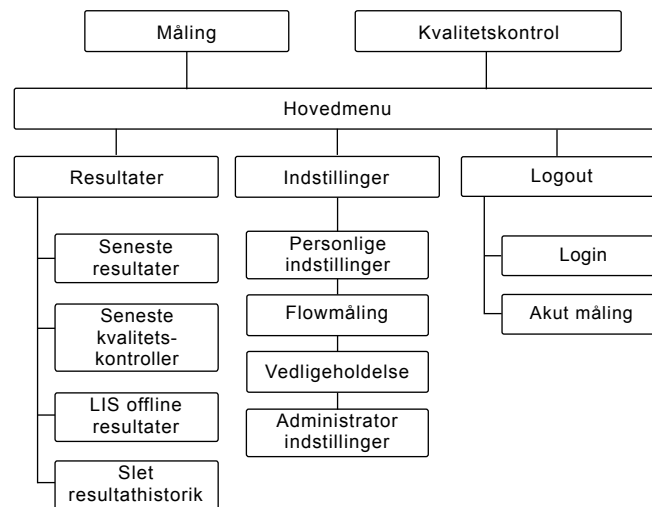 Måling
Kvalitetskontrol
Hovedmenu
Resultater
Indstillinger
Logout
Seneste
resultater
Seneste
kvalitets-
kontroller
LIS offline
resultater
Slet
resultathistorik
Personlige
indstillinger
Flowmåling
Vedligeholdelse
Administrator
indstillinger
Login
Akut måling